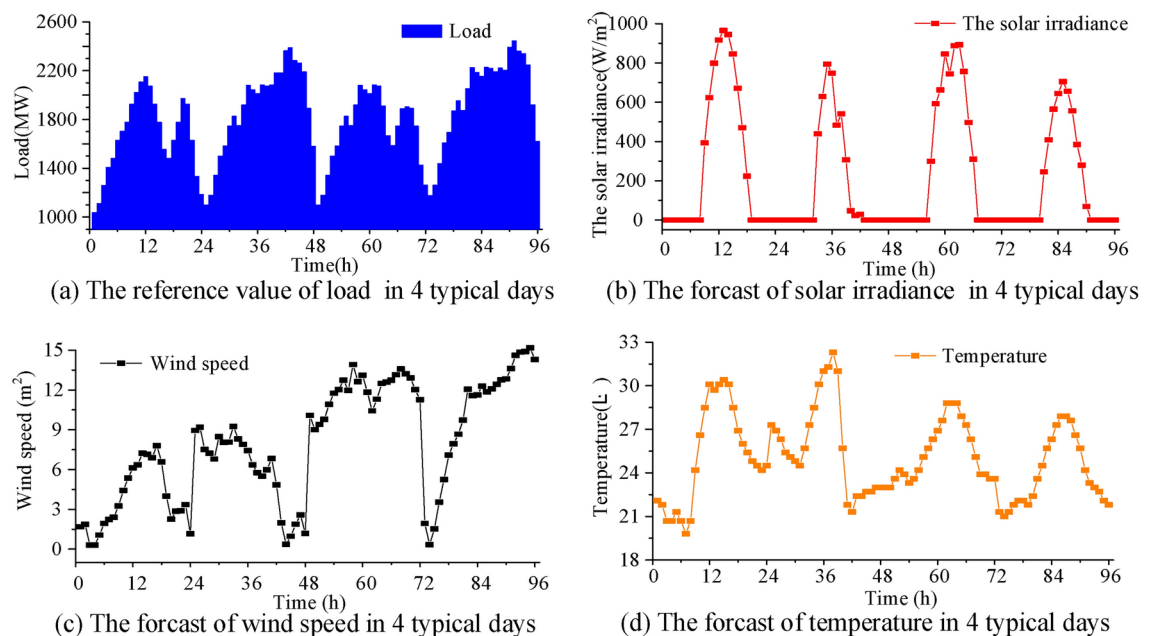 2600
2200
1800
1400
1000
Load(MW)
Load
0 12 24 36 48 60 72 84 96
Time(h)
(a) The reference value of load in 4 typical days
1000
800
600
400
200
0
The solar irradiance(W/m²)
The solar irradiance
0 12 24 36 48 60 72 84 96
Time (h)
(b) The forcast of solar irradiance in 4 typical days
15
12
9
6
3
0
Wind speed (m²)
Wind speed
0 12 24 36 48 60 72 84 96
Time (h)
(c) The forcast of wind speed in 4 typical days
33
30
27
24
21
18
Temperature(
Temperature
0 12 24 36 48 60 72 84 96
Time (h)
(d) The forcast of temperature in 4 typical days